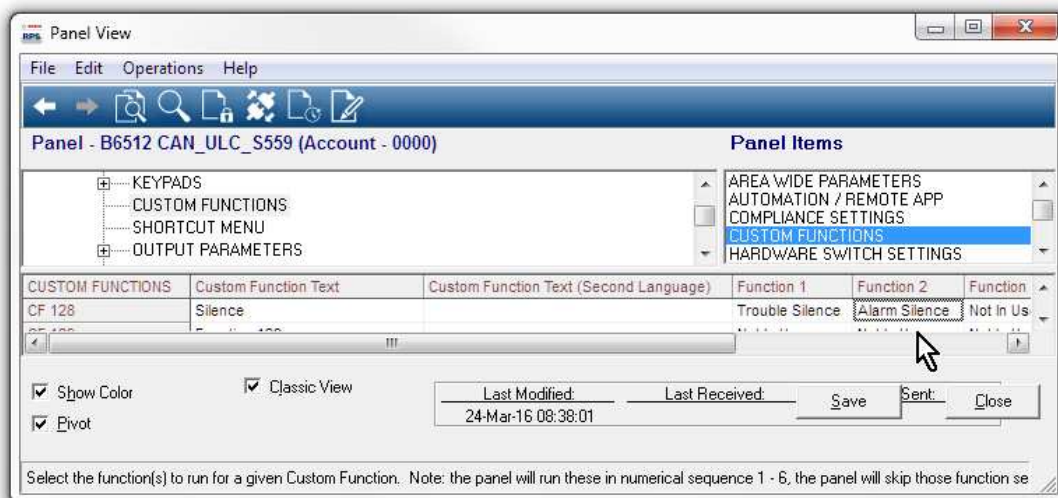 RPS Panel View
File Edit Operations Help
Panel - B6512 CAN_ULC_S559 (Account - 0000)
Panel Items
KEYPADS
CUSTOM FUNCTIONS
SHORTCUT MENU
OUTPUT PARAMETERS
AREA WIDE PARAMETERS
AUTOMATION / REMOTE APP
COMPLIANCE SETTINGS
CUSTOM FUNCTIONS
HARDWARE SWITCH SETTINGS
CUSTOM FUNCTIONS Custom Function Text Custom Function Text (Second Language) Function 1 Function 2 Function
CF 128 Silence Trouble Silence Alarm Silence Not In Us
Show Color
Classic View
Pivot
Last Modified: Last Received: Sent:
24-Mar-16 08:38:01
Save
Close
Select the function(s) to run for a given Custom Function. Note: the panel will run these in numerical sequence 1 - 6, the panel will skip those function se